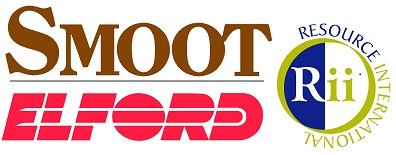 SMOOT
ELFORD
RESOURCE INTERNATIONAL
Rii